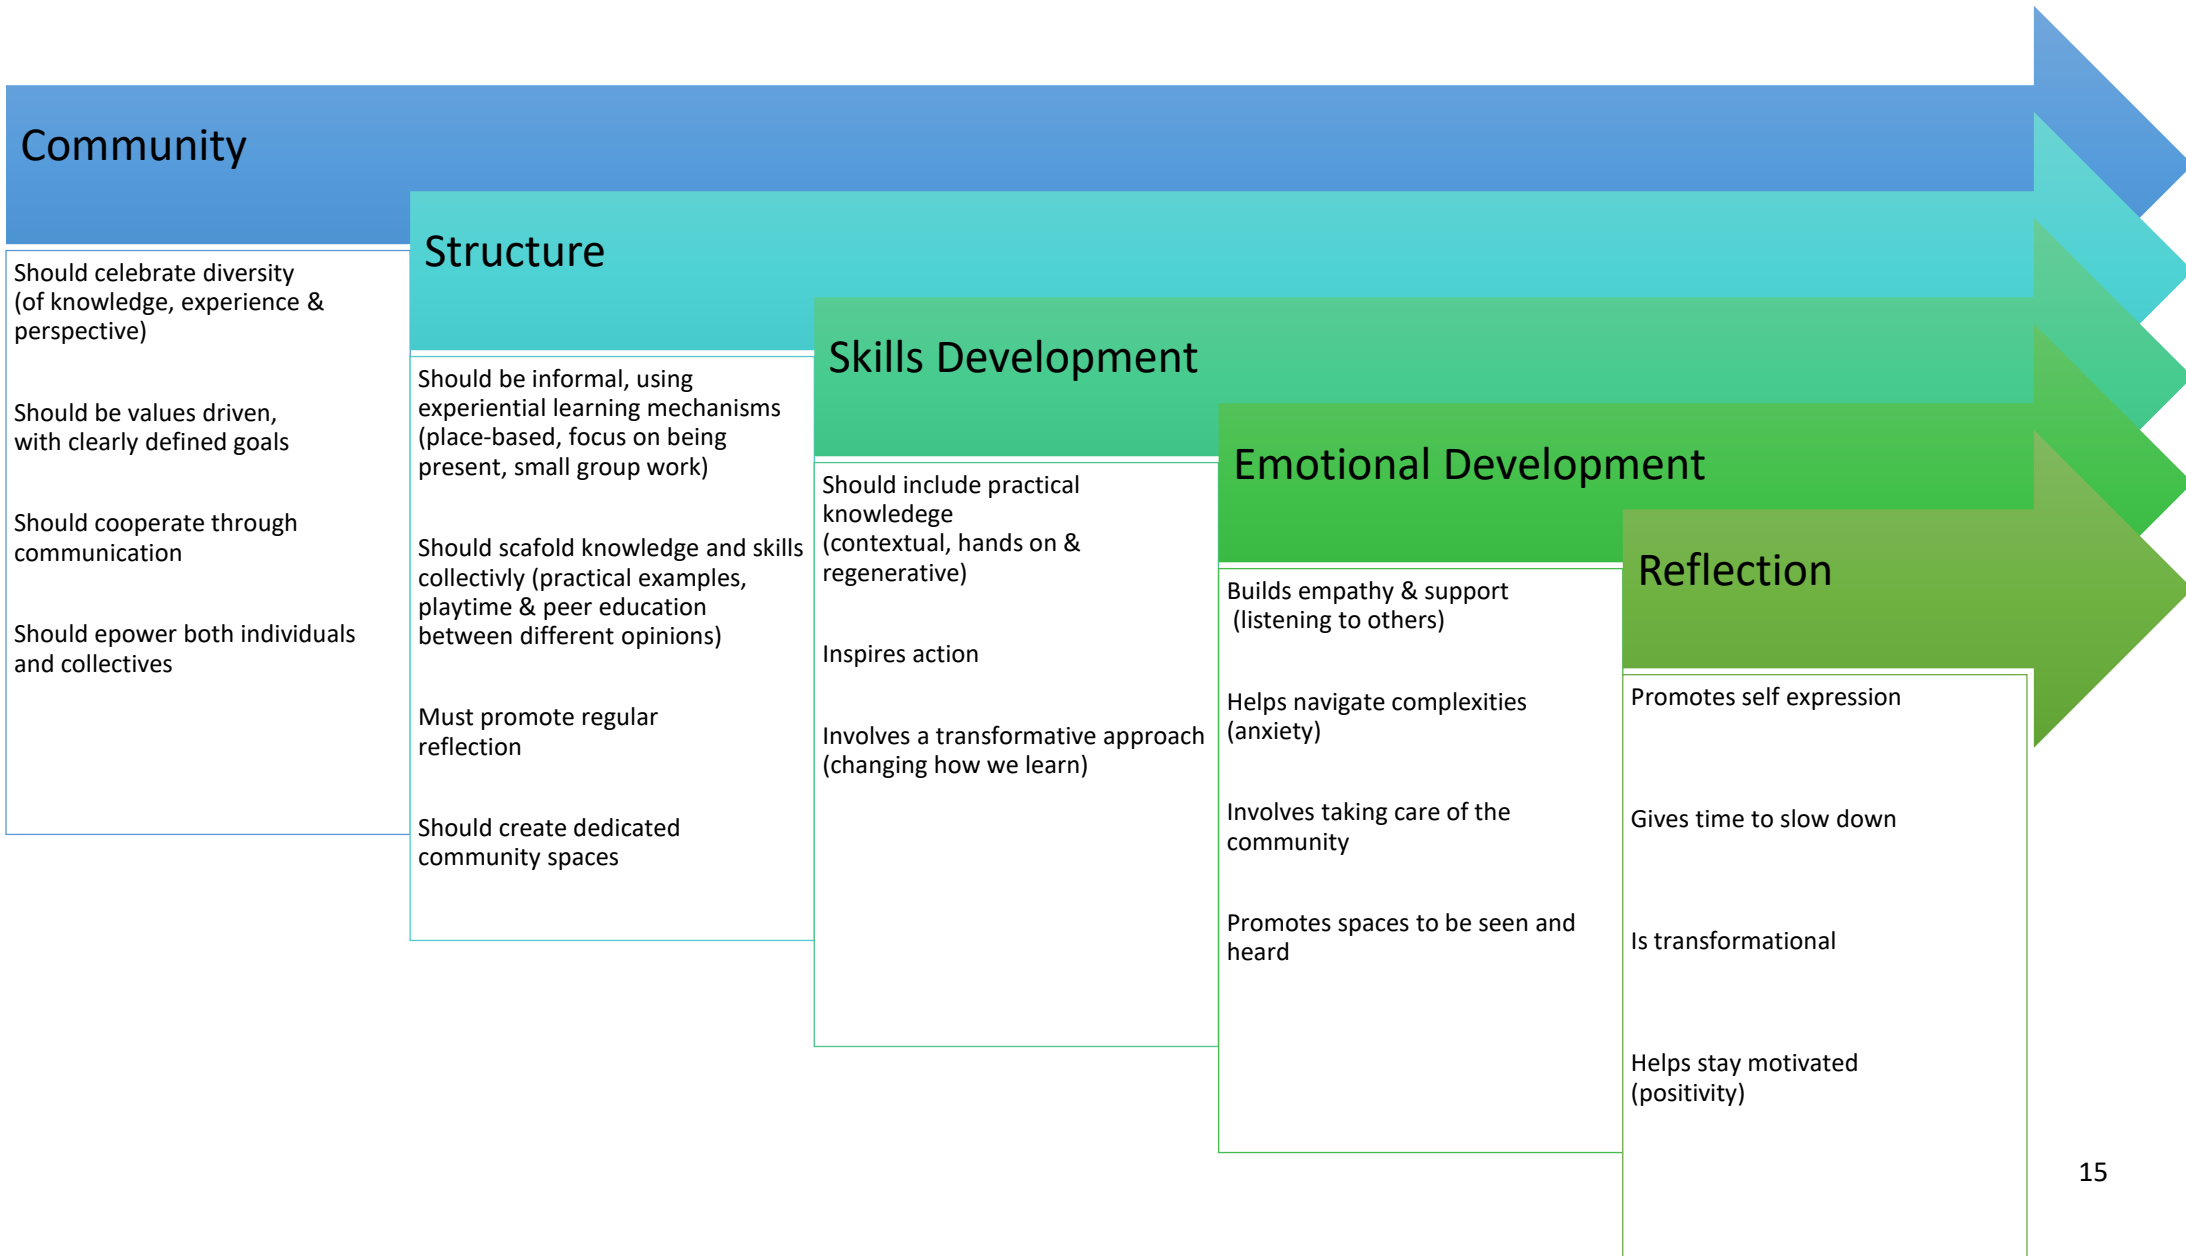 Community
Should celebrate diversity
(of knowledge, experience &
perspective)
Should be values driven,
with clearly defined goals
Should cooperate through
communication
Should epower both individuals
and collectives
Structure
Should be informal, using
experiential learning mechanisms
(place-based, focus on being
present, small group work)
Should scafold knowledge and skills
collectivly (practical examples,
playtime & peer education
between different opinions)
Must promote regular
reflection
Should create dedicated
community spaces
Skills Development
Should include practical
knowledege
(contextual, hands on &
regenerative)
Inspires action
Involves a transformative approach
(changing how we learn)
Emotional Development
Builds empathy & support
(listening to others)
Helps navigate complexities
(anxiety)
Involves taking care of the
community
Promotes spaces to be seen and
heard
Reflection
Promotes self expression
Gives time to slow down
Is transformational
Helps stay motivated
(positivity)
15